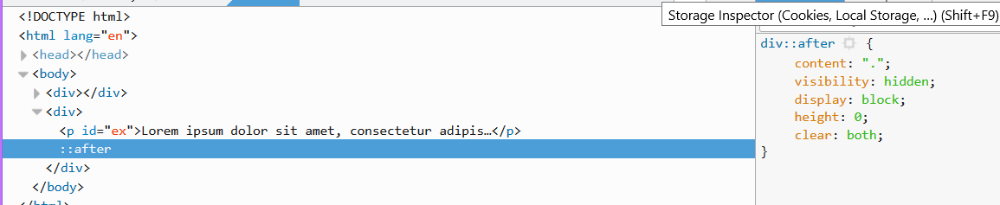 <!DOCTYPE html>
<html lang="en">
<head></head>
<body>
<div></div>
<div>
<p id="ex">Lorem ipsum dolor sit amet, consectetur adipis…</p>
::after
</div>
</body>
</html>
Storage Inspector (Cookies, Local Storage, ...) (Shift+F9)
div::after {
content: ".";
visibility: hidden;
display: block;
height: 0;
clear: both;
}